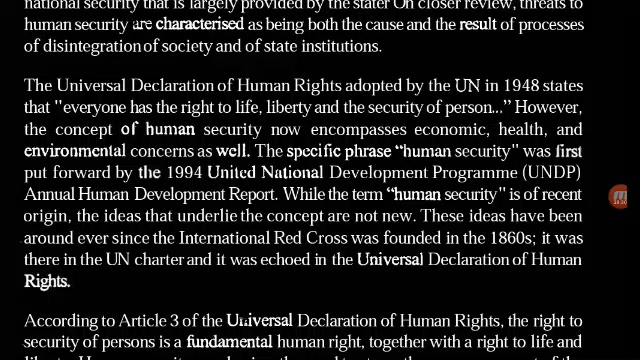 national security that is largely provided by the stater On closer review, threats to
human security are characterised as being both the cause and the result of processes
of disintegration of society and of state institutions.
The Universal Declaration of Human Rights adopted by the UN in 1948 states
that "everyone has the right to life, liberty and the security of person..." However,
the concept of human security now encompasses economic, health, and
environmental concerns as well. The specific phrase “human security” was first
put forward by the 1994 United National Development Programme (UNDP)
Annual Human Development Report. While the term “human security” is of recent
origin, the ideas that underlie the concept are not new. These ideas have been
around ever since the International Red Cross was founded in the 1860s; it was
there in the UN charter and it was echoed in the Universal Declaration of Human
Rights.
According to Article 3 of the Universal Declaration of Human Rights, the right to
security of persons is a fundamental human right, together with a right to life and